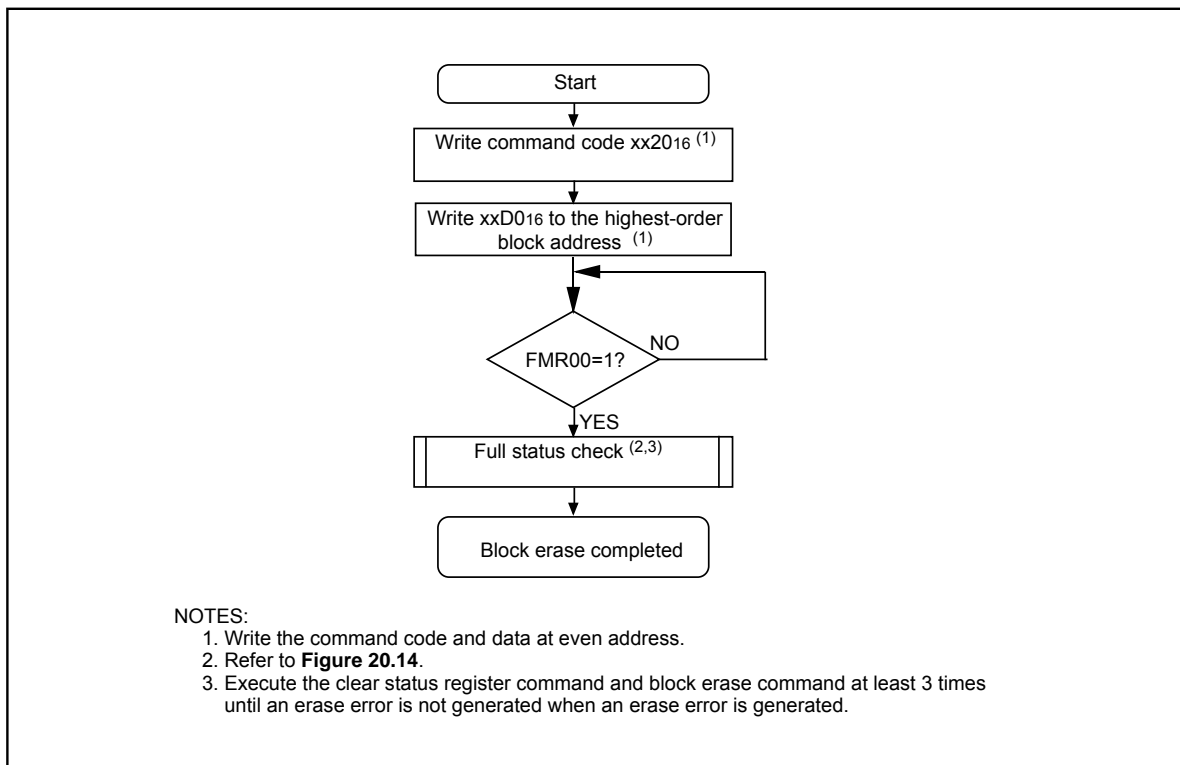 Start
Write command code xx2016 (1)
Write xxD016 to the highest-order
block address (1)
FMR00=1?
NO
YES
Full status check (2,3)
Block erase completed
NOTES:
1. Write the command code and data at even address.
2. Refer to Figure 20.14.
3. Execute the clear status register command and block erase command at least 3 times
until an erase error is not generated when an erase error is generated.